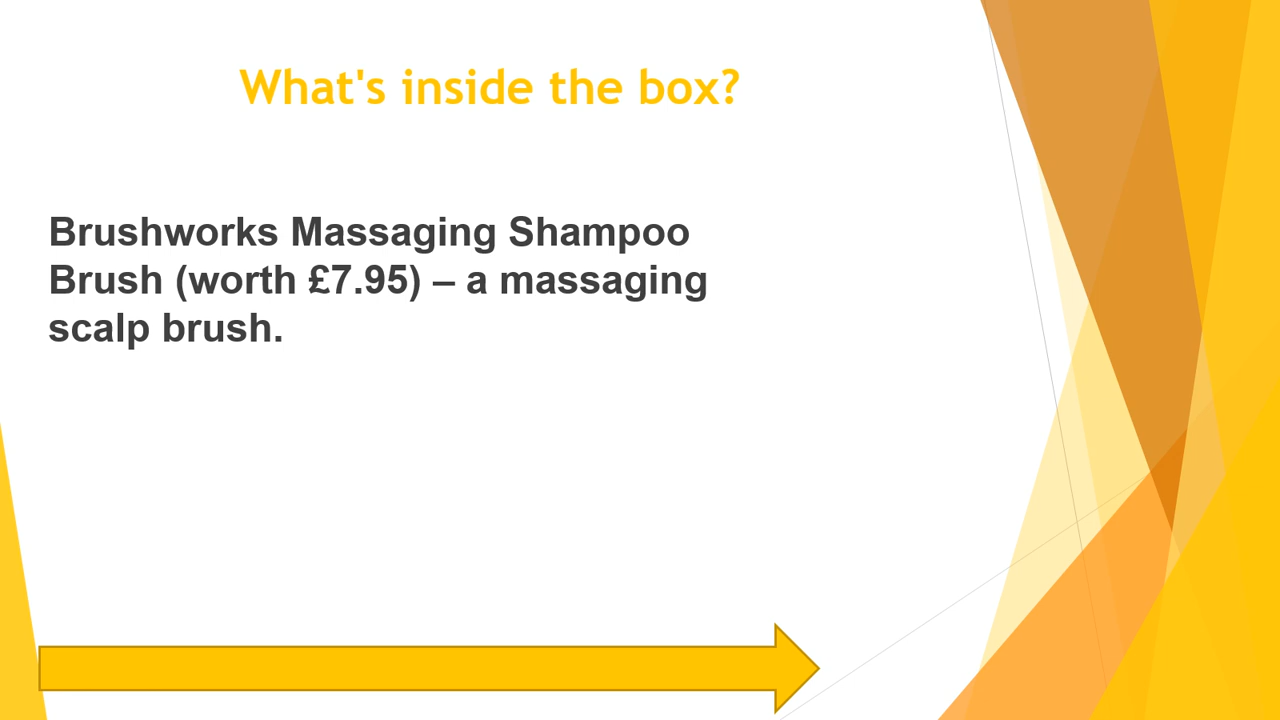 What's inside the box?
Brushworks Massaging Shampoo
Brush (worth £7.95) – a massaging
scalp brush.